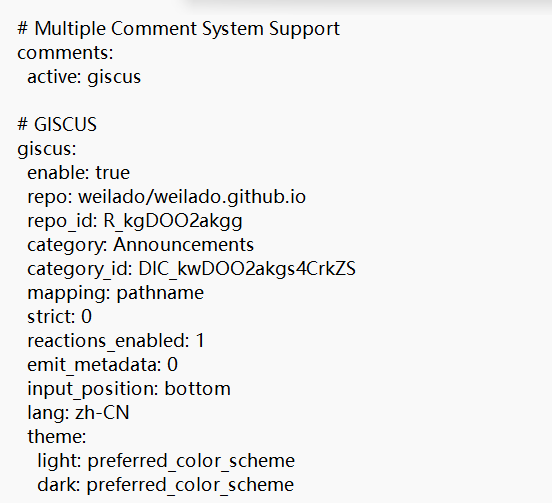 # Multiple Comment System Support
comments:
  active: giscus

# GISCUS
giscus:
  enable: true
  repo: weilado/weilado.github.io
  repo_id: R_kgDOO2akgg
  category: Announcements
  category_id: DIC_kwDOO2akgs4CrkZS
  mapping: pathname
  strict: 0
  reactions_enabled: 1
  emit_metadata: 0
  input_position: bottom
  lang: zh-CN
  theme:
    light: preferred_color_scheme
    dark: preferred_color_scheme